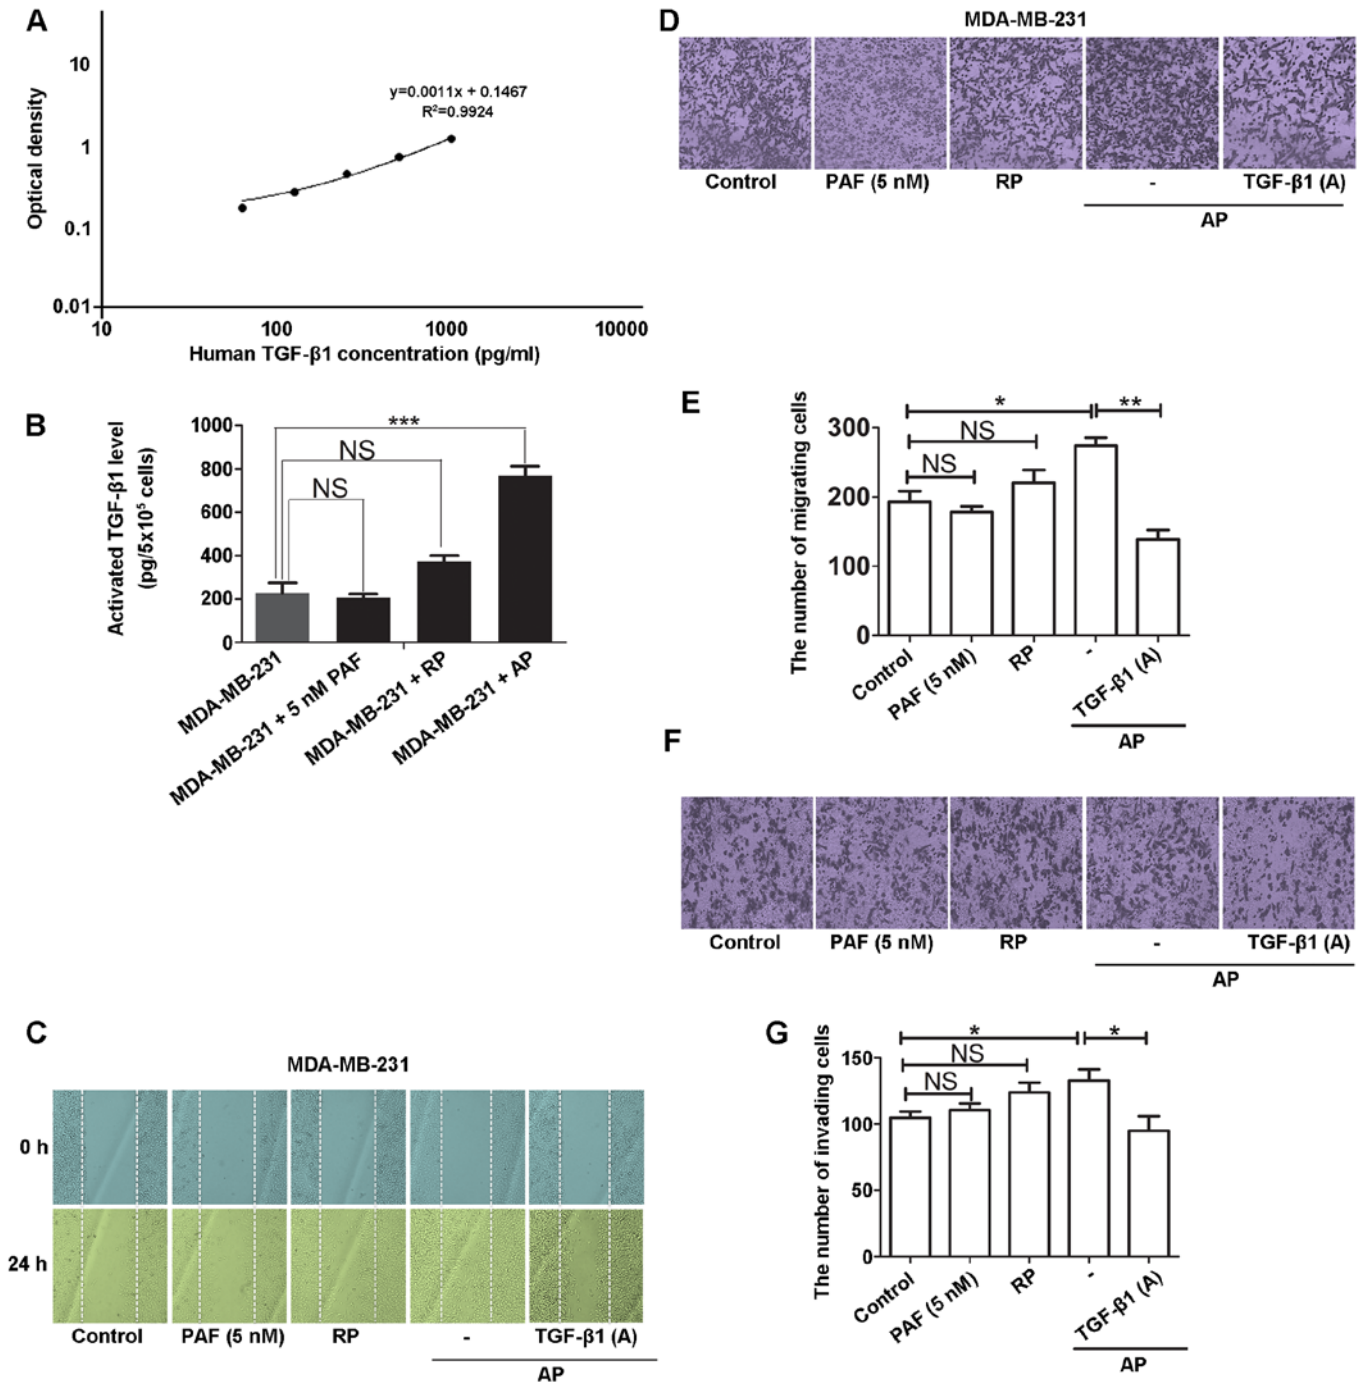 A
10
1
0.1
0.01
Optical density
y=0.0011x + 0.1467
R²=0.9924
10
100
1000
10000
Human TGF-β1 concentration (pg/ml)
B
1000
800
600
400
200
0
Activated TGF-β1 level
(pg/5x10⁵ cells)
***
NS
NS
MDA-MB-231
MDA-MB-231 + 5 nM PAF
MDA-MB-231 + RP
MDA-MB-231 + AP
C
MDA-MB-231
0 h
24 h
Control
PAF (5 nM)
RP
-
TGF-β1 (A)
AP
D
MDA-MB-231
Control
PAF (5 nM)
RP
-
TGF-β1 (A)
AP
E
300
200
100
0
The number of migrating cells
*
**
NS
NS
Control
PAF (5 nM)
RP
-
TGF-β1 (A)
AP
F
Control
PAF (5 nM)
RP
-
TGF-β1 (A)
AP
G
150
100
50
0
The number of invading cells
*
*
NS
NS
Control
PAF (5 nM)
RP
-
TGF-β1 (A)
AP